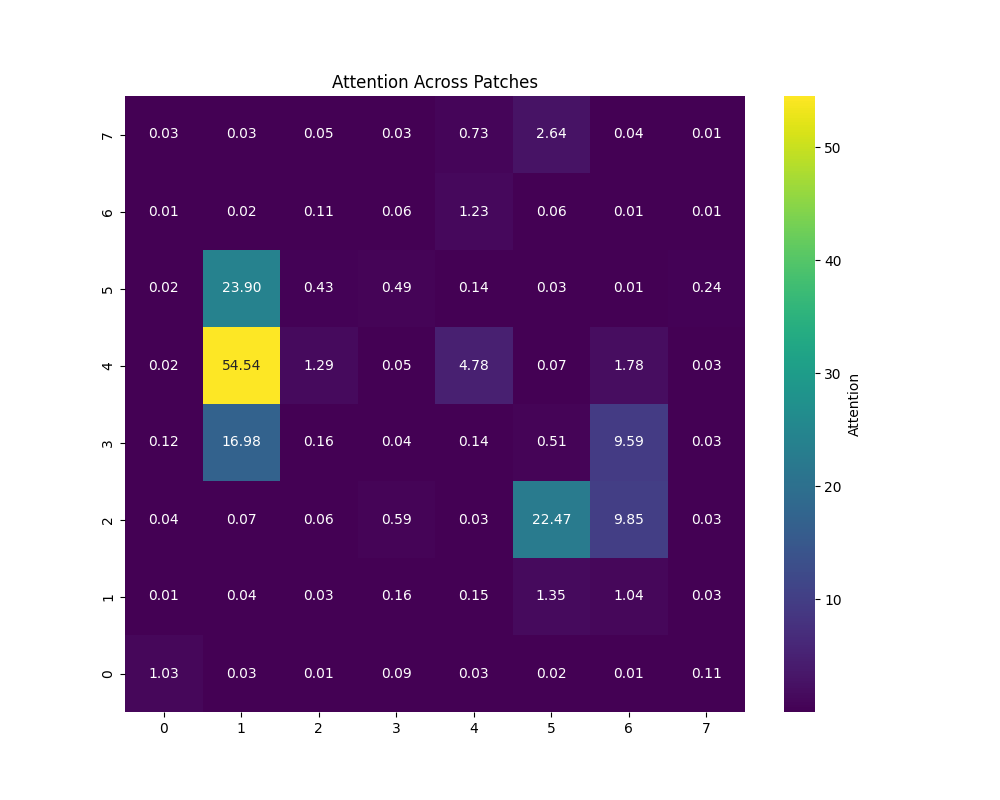 Attention Across Patches
7 0.03 0.03 0.05 0.03 0.73 2.64 0.04 0.01
6 0.01 0.02 0.11 0.06 1.23 0.06 0.01 0.01
5 0.02 23.90 0.43 0.49 0.14 0.03 0.01 0.24
4 0.02 54.54 1.29 0.05 4.78 0.07 1.78 0.03
3 0.12 16.98 0.16 0.04 0.14 0.51 9.59 0.03
2 0.04 0.07 0.06 0.59 0.03 22.47 9.85 0.03
1 0.01 0.04 0.03 0.16 0.15 1.35 1.04 0.03
0 1.03 0.03 0.01 0.09 0.03 0.02 0.01 0.11
0 1 2 3 4 5 6 7
50
40
30
20
10
Attention